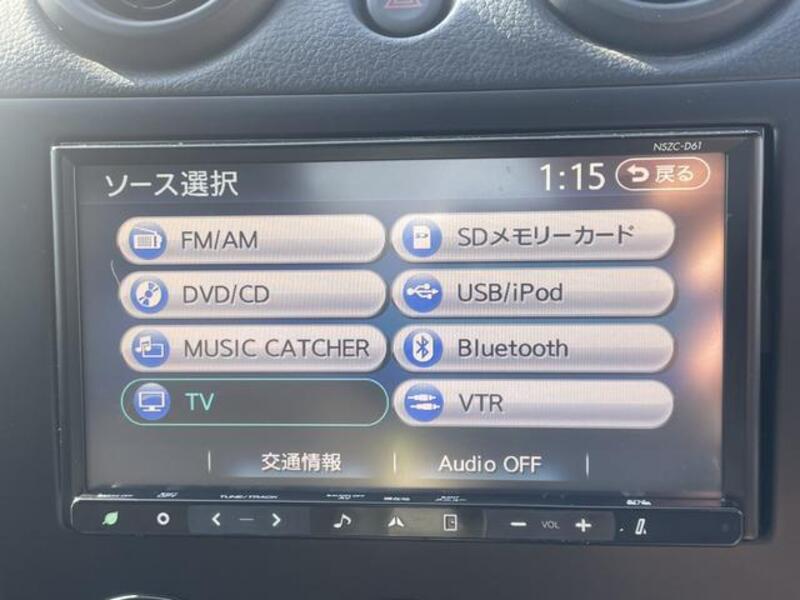 NSZC-D61
ソース選択 1:15 戻る
FM/AM SDメモリーカード
DVD/CD USB/iPod
MUSIC CATCHER Bluetooth
TV VTR
交通情報 Audio OFF
TUNE/TRACK
VOL